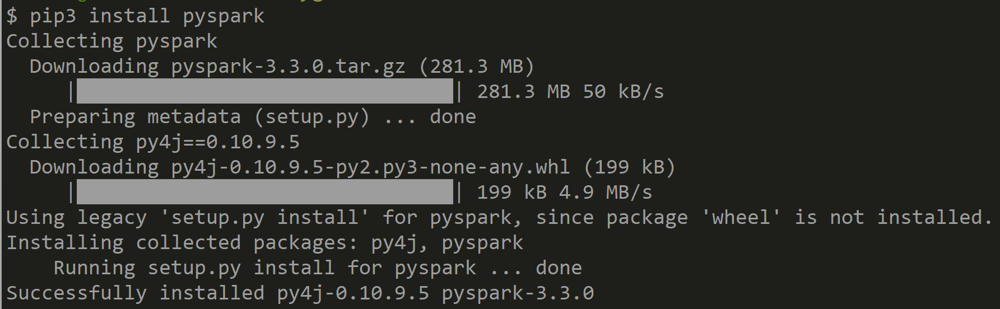 $ pip3 install pyspark
Collecting pyspark
  Downloading pyspark-3.3.0.tar.gz (281.3 MB)
     |████████████████████████████████| 281.3 MB 50 kB/s
  Preparing metadata (setup.py) ... done
Collecting py4j==0.10.9.5
  Downloading py4j-0.10.9.5-py2.py3-none-any.whl (199 kB)
     |████████████████████████████████| 199 kB 4.9 MB/s
Using legacy 'setup.py install' for pyspark, since package 'wheel' is not installed.
Installing collected packages: py4j, pyspark
    Running setup.py install for pyspark ... done
Successfully installed py4j-0.10.9.5 pyspark-3.3.0